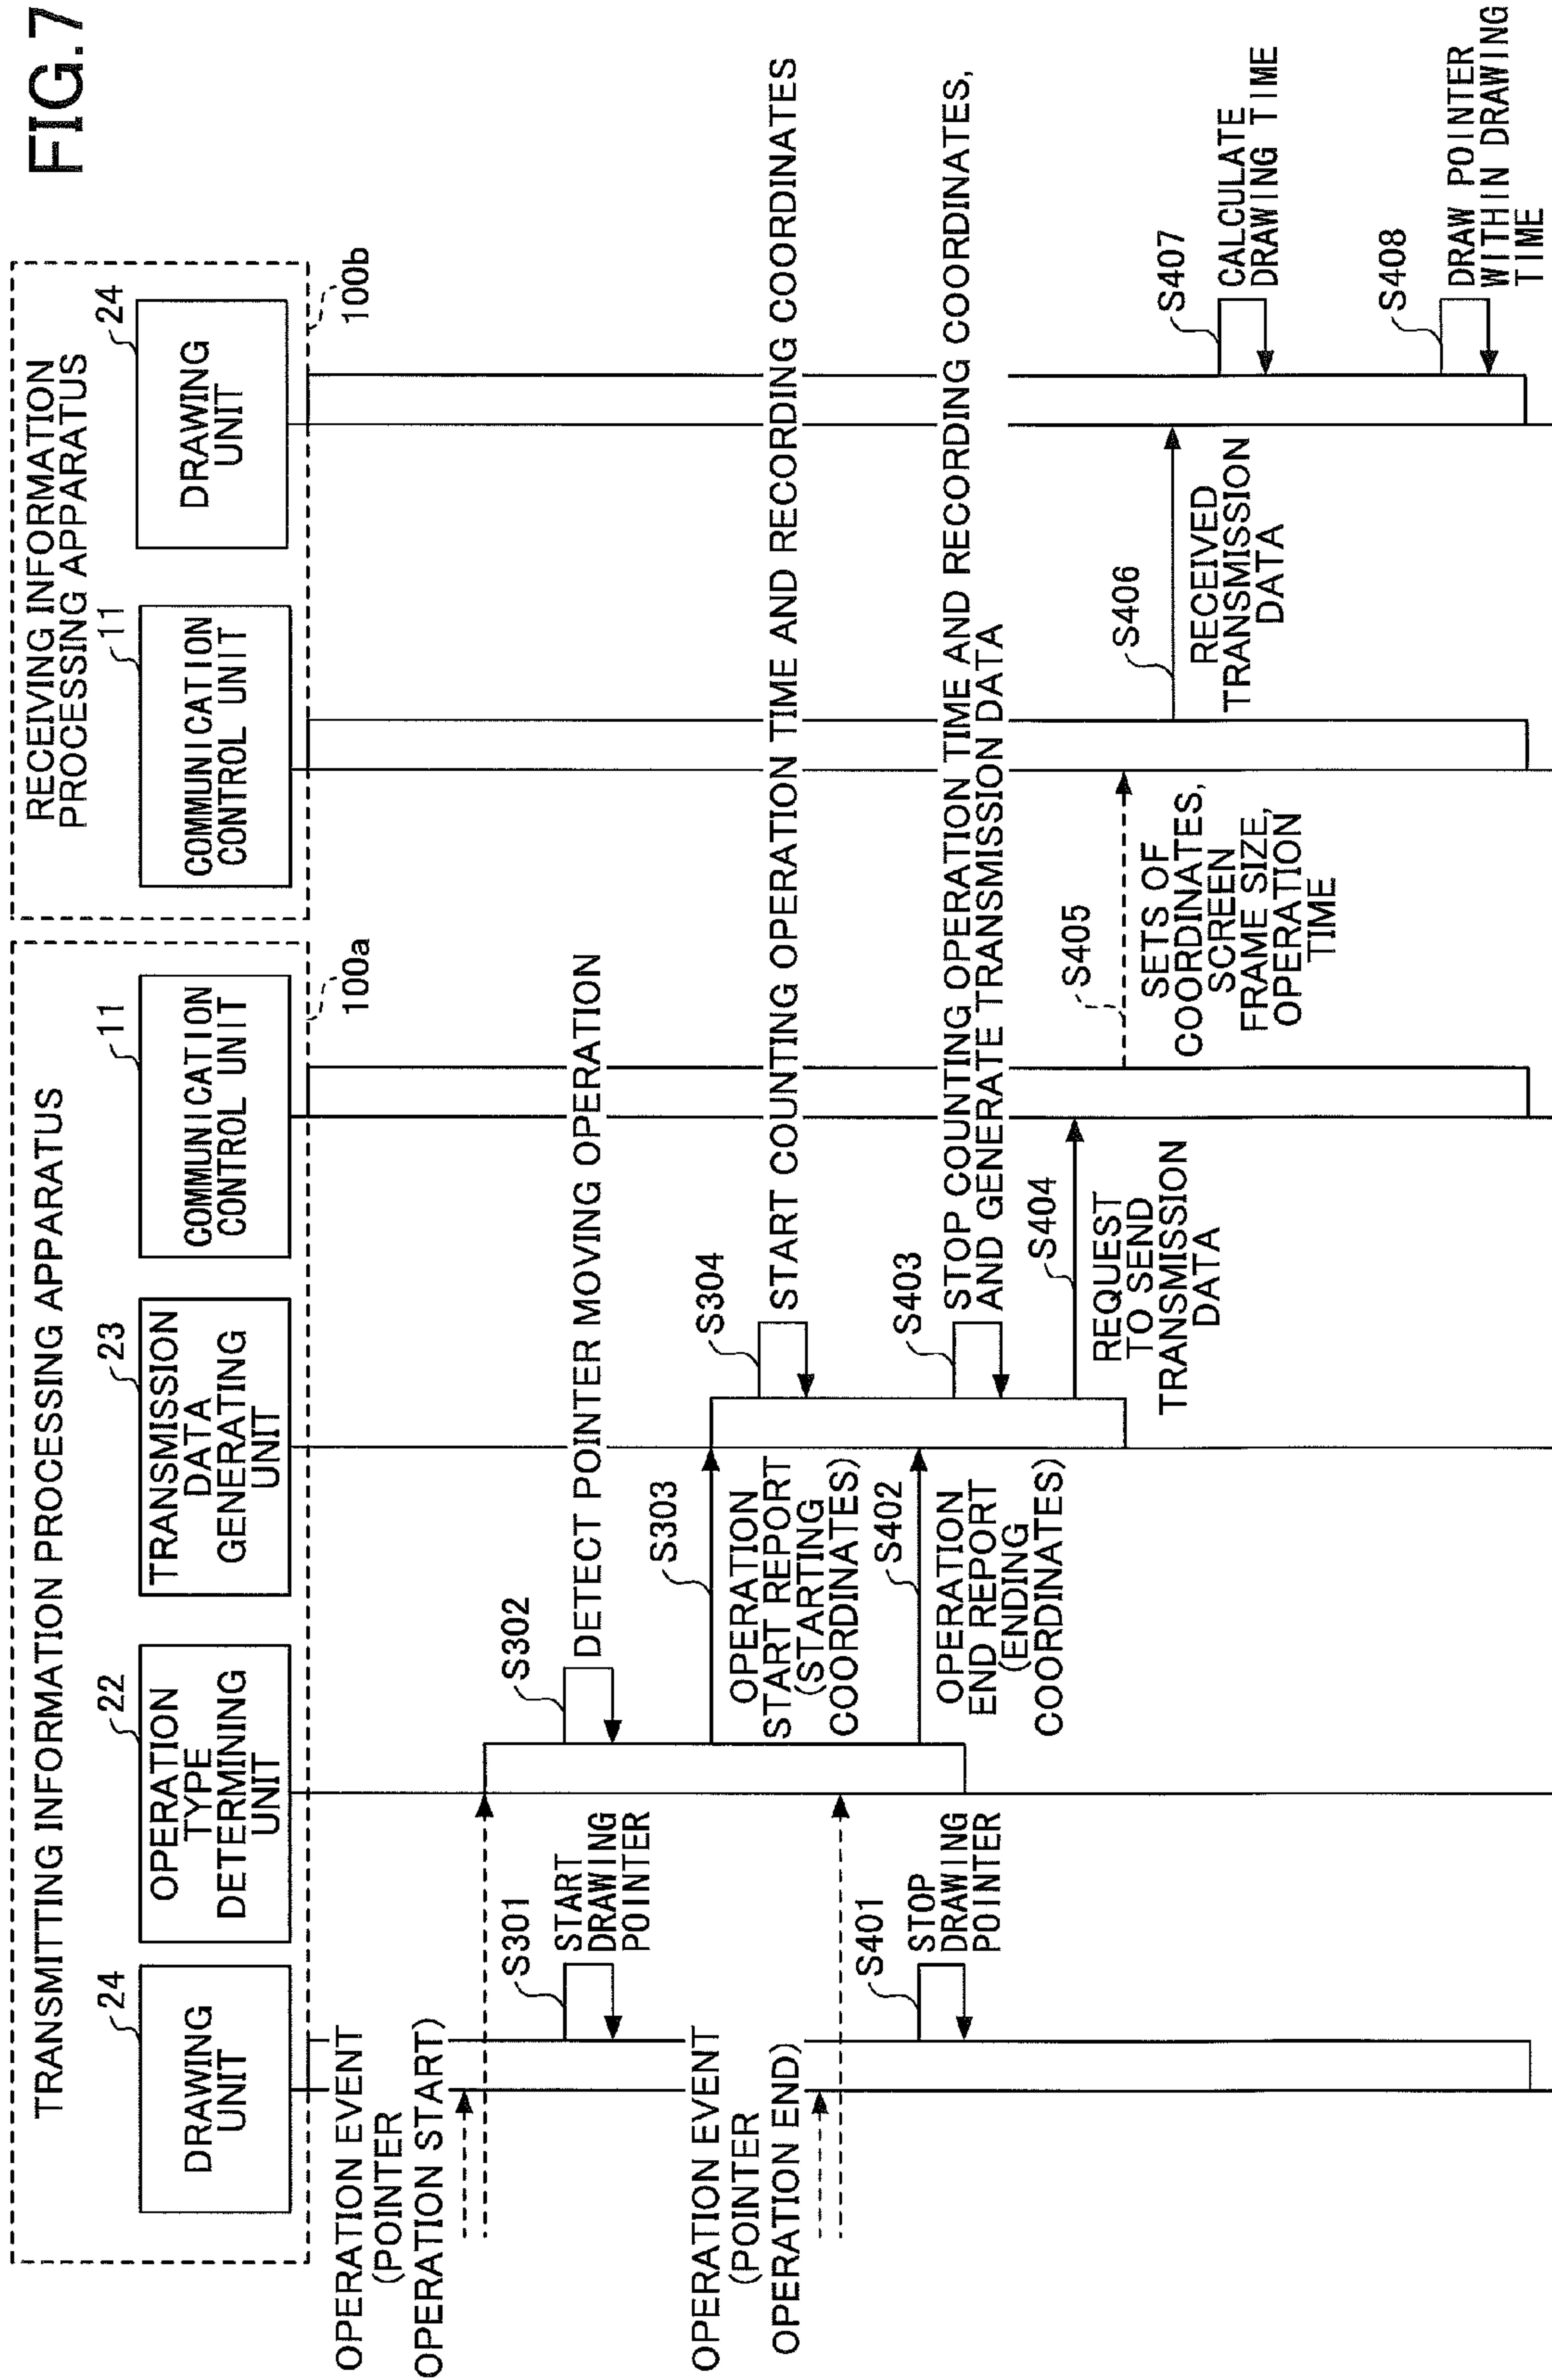 FIG.7
TRANSMITTING INFORMATION PROCESSING APPARATUS
RECEIVING INFORMATION
PROCESSING APPARATUS
24
DRAWING
UNIT
22
OPERATION
TYPE
DETERMINING
UNIT
23
TRANSMISSION
DATA
GENERATING
UNIT
11
COMMUNICATION
CONTROL UNIT
100a
11
COMMUNICATION
CONTROL UNIT
24
DRAWING
UNIT
100b
OPERATION EVENT
(POINTER
OPERATION START)
S301
START
DRAWING
POINTER
S302
DETECT POINTER MOVING OPERATION
S303
OPERATION
START REPORT
(STARTING
COORDINATES)
S304
START COUNTING OPERATION TIME AND RECORDING COORDINATES
OPERATION EVENT
(POINTER
OPERATION END)
S401
STOP
DRAWING
POINTER
S402
OPERATION
END REPORT
(ENDING
COORDINATES)
S403
STOP COUNTING OPERATION TIME AND RECORDING COORDINATES,
AND GENERATE TRANSMISSION DATA
S404
REQUEST
TO SEND
TRANSMISSION
DATA
S405
SETS OF
COORDINATES,
SCREEN
FRAME SIZE,
OPERATION
TIME
S406
RECEIVED
TRANSMISSION
DATA
S407
CALCULATE
DRAWING TIME
S408
DRAW POINTER
WITHIN DRAWING
TIME